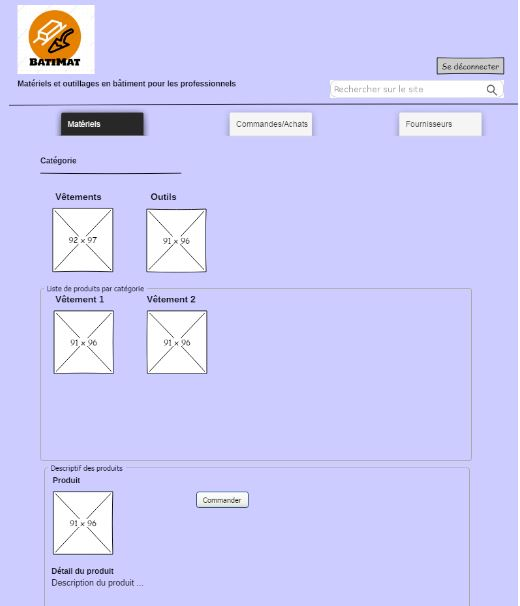 BATIMAT
Se déconnecter
Matériels et outillages en bâtiment pour les professionnels
Rechercher sur le site
Matériels
Commandes/Achats
Fournisseurs
Catégorie
Vêtements
Outils
92 x 97
91 x 96
Liste de produits par catégorie
Vêtement 1
Vêtement 2
91 x 96
91 x 96
Descriptif des produits
Produit
91 x 96
Commander
Détail du produit
Description du produit ...